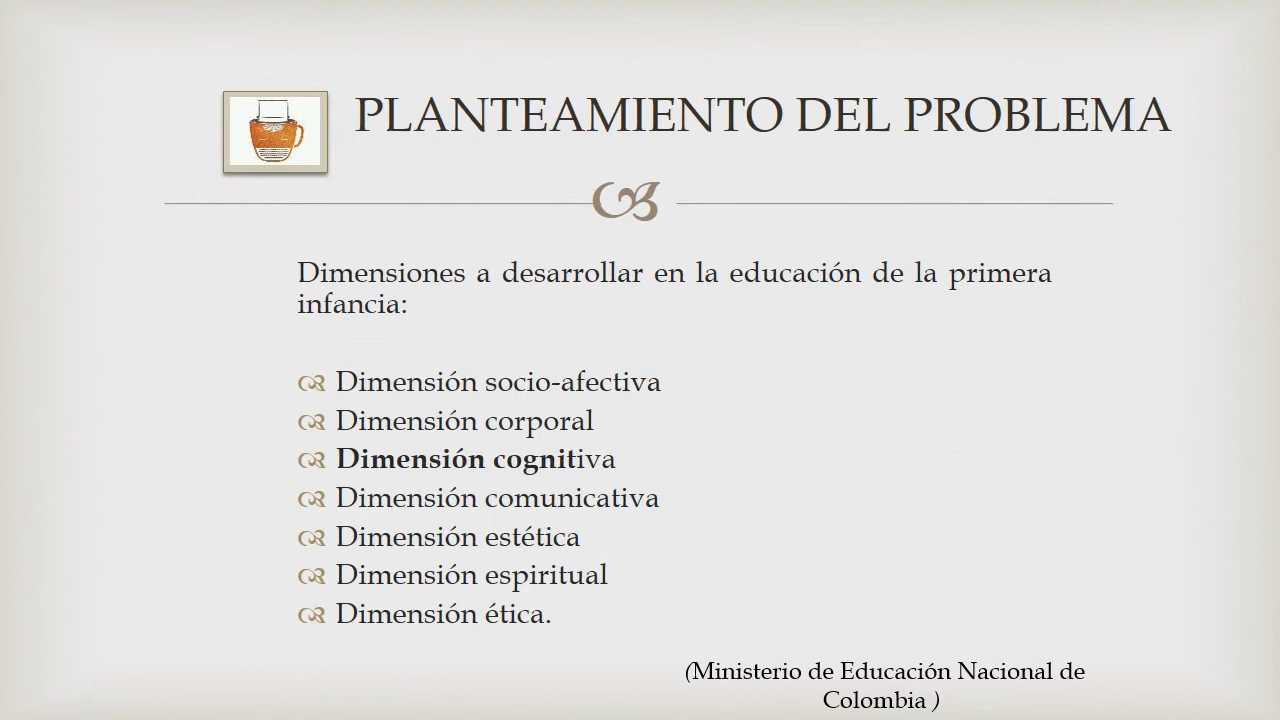 PLANTEAMIENTO DEL PROBLEMA
Dimensiones a desarrollar en la educación de la primera
infancia:
Dimensión socio-afectiva
Dimensión corporal
Dimensión cognitiva
Dimensión comunicativa
Dimensión estética
Dimensión espiritual
Dimensión ética.
(Ministerio de Educación Nacional de
Colombia )